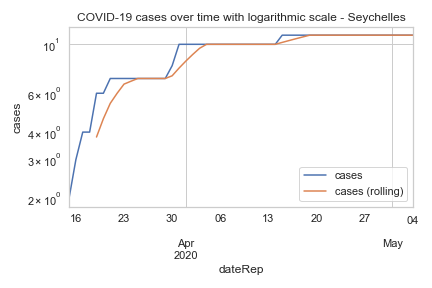 COVID-19 cases over time with logarithmic scale - Seychelles
10¹
6 × 10⁰
4 × 10⁰
3 × 10⁰
2 × 10⁰
cases
cases
cases (rolling)
16 23 30 06 13 20 27 04
Apr May
2020
dateRep